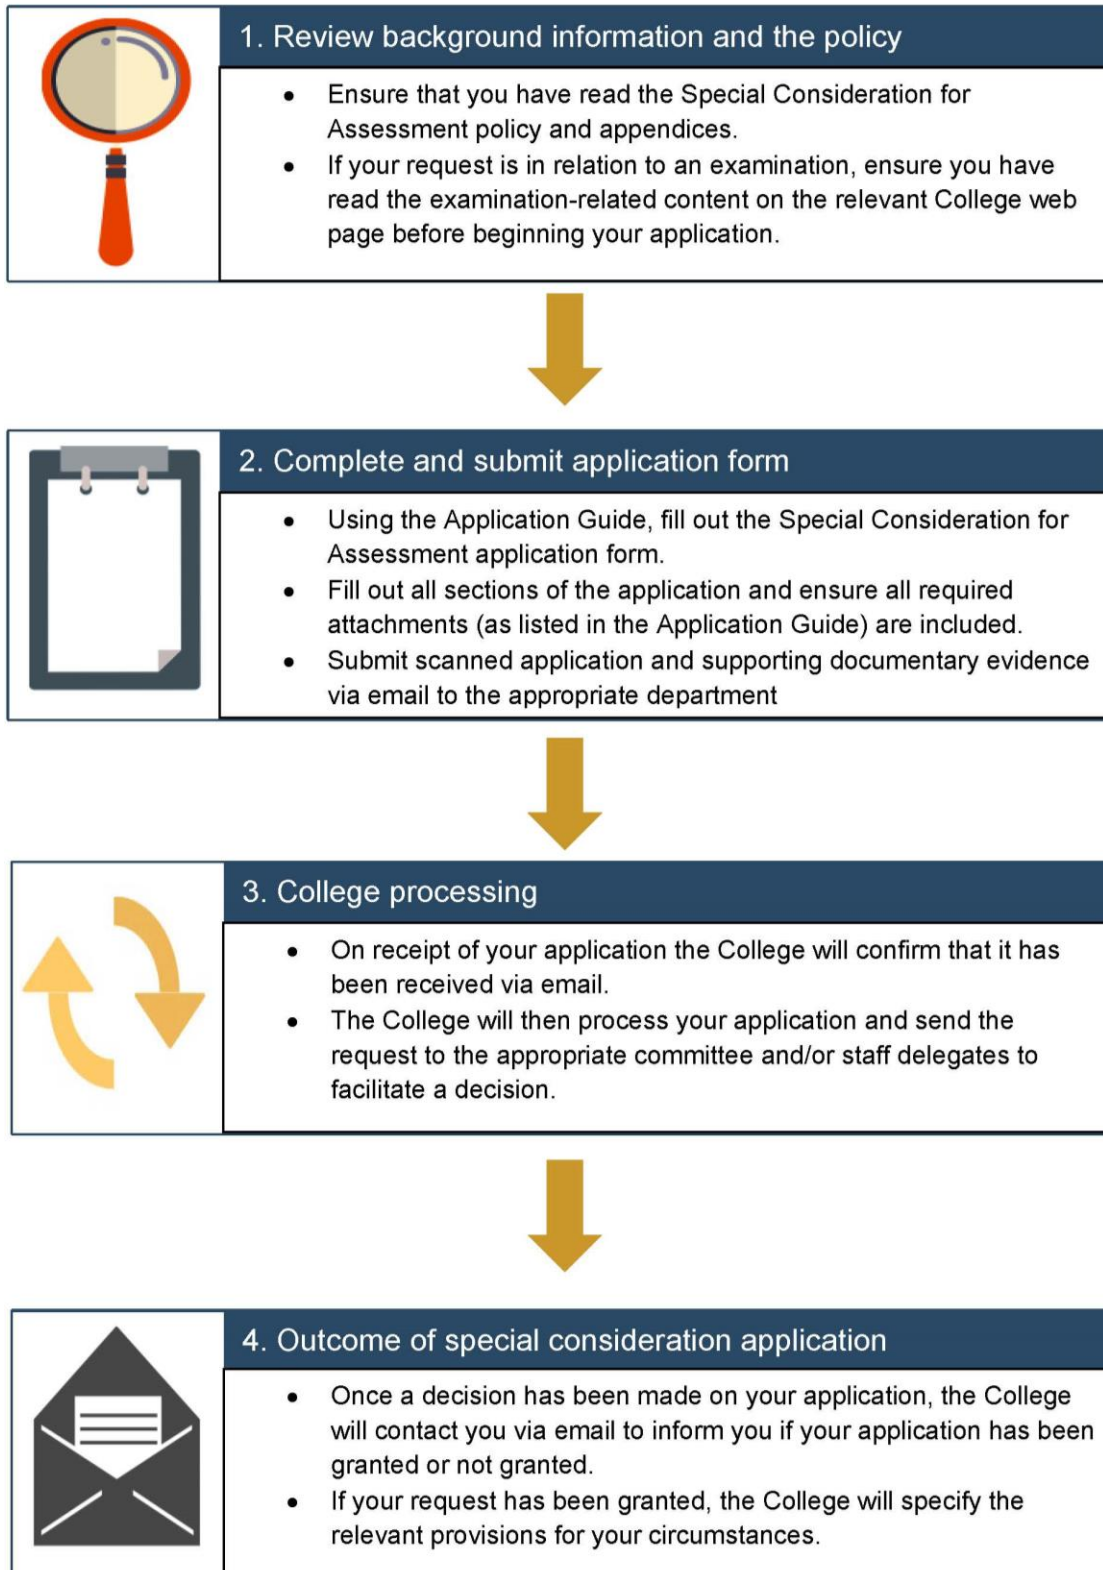 1. Review background information and the policy
• Ensure that you have read the Special Consideration for
Assessment policy and appendices.
• If your request is in relation to an examination, ensure you have
read the examination-related content on the relevant College web
page before beginning your application.
2. Complete and submit application form
• Using the Application Guide, fill out the Special Consideration for
Assessment application form.
• Fill out all sections of the application and ensure all required
attachments (as listed in the Application Guide) are included.
• Submit scanned application and supporting documentary evidence
via email to the appropriate department
3. College processing
• On receipt of your application the College will confirm that it has
been received via email.
• The College will then process your application and send the
request to the appropriate committee and/or staff delegates to
facilitate a decision.
4. Outcome of special consideration application
• Once a decision has been made on your application, the College
will contact you via email to inform you if your application has been
granted or not granted.
• If your request has been granted, the College will specify the
relevant provisions for your circumstances.